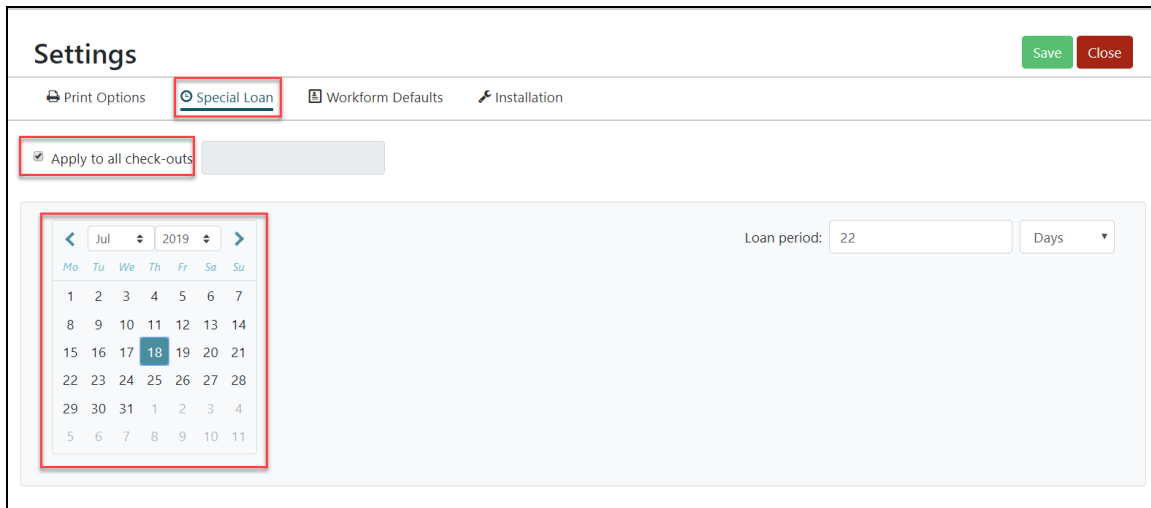 Settings
Save Close
Print Options Special Loan Workform Defaults Installation
Apply to all check-outs
Jul 2019
Loan period: 22 Days
Mo Tu We Th Fr Sa Su
1 2 3 4 5 6 7
8 9 10 11 12 13 14
15 16 17 18 19 20 21
22 23 24 25 26 27 28
29 30 31 1 2 3 4
5 6 7 8 9 10 11